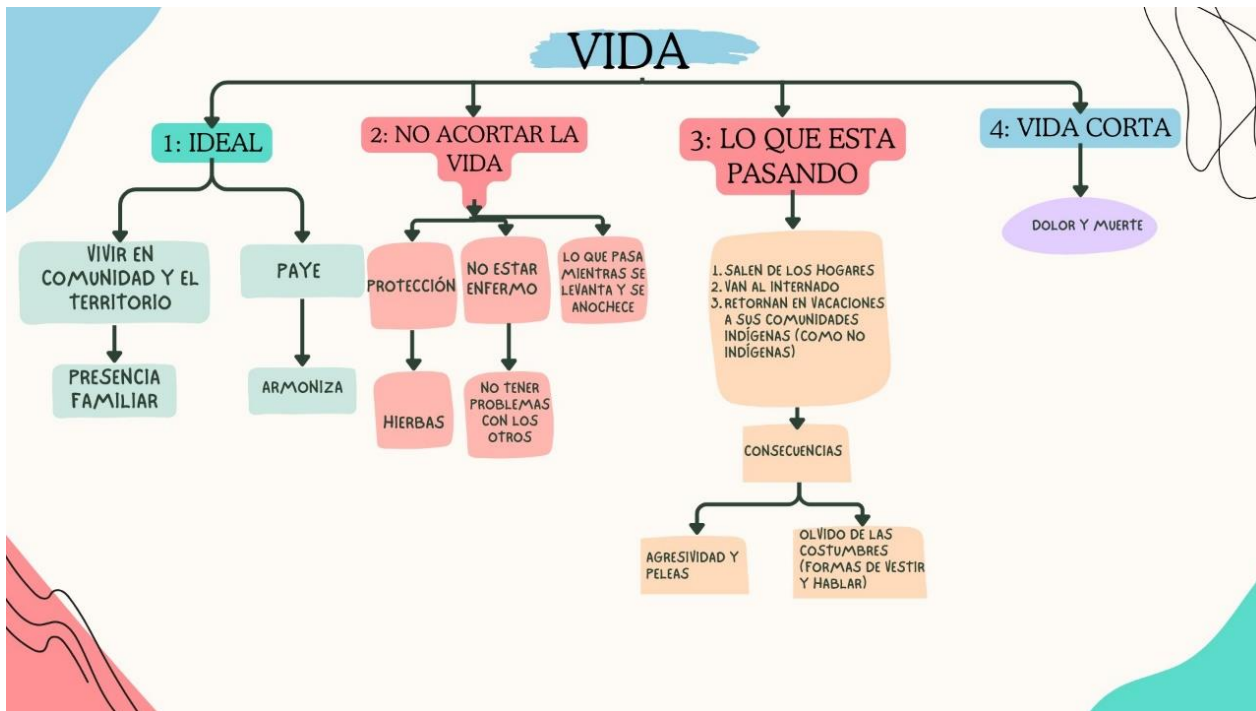 VIDA
1: IDEAL
VIVIR EN
COMUNIDAD Y EL
TERRITORIO
PRESENCIA
FAMILIAR
PAYE
ARMONIZA
2: NO ACORTAR LA
VIDA
PROTECCIÓN
HIERBAS
NO ESTAR
ENFERMO
NO TENER
PROBLEMAS
CON LOS
OTROS
LO QUE PASA
MIENTRAS SE
LEVANTA Y SE
ANOCHECE
3: LO QUE ESTA
PASANDO
1. SALEN DE LOS HOGARES
2. VAN AL INTERNADO
3. RETORNAN EN VACACIONES
A SUS COMUNIDADES
INDÍGENAS (COMO NO
INDÍGENAS)
CONSECUENCIAS
AGRESIVIDAD Y
PELEAS
OLVIDO DE LAS
COSTUMBRES
(FORMAS DE VESTIR
Y HABLAR)
4: VIDA CORTA
DOLOR Y MUERTE